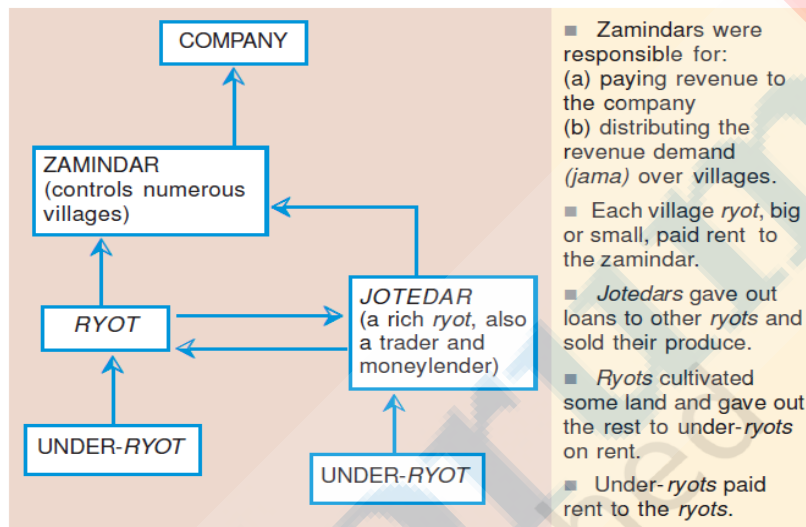 COMPANY
ZAMINDAR
(controls numerous
villages)
RYOT
JOTEDAR
(a rich ryot, also
a trader and
moneylender)
UNDER-RYOT
UNDER-RYOT
■ Zamindars were
responsible for:
(a) paying revenue to
the company
(b) distributing the
revenue demand
(jama) over villages.
■ Each village ryot, big
or small, paid rent to
the zamindar.
■ Jotedars gave out
loans to other ryots and
sold their produce.
■ Ryots cultivated
some land and gave out
the rest to under-ryots
on rent.
■ Under-ryots paid
rent to the ryots.